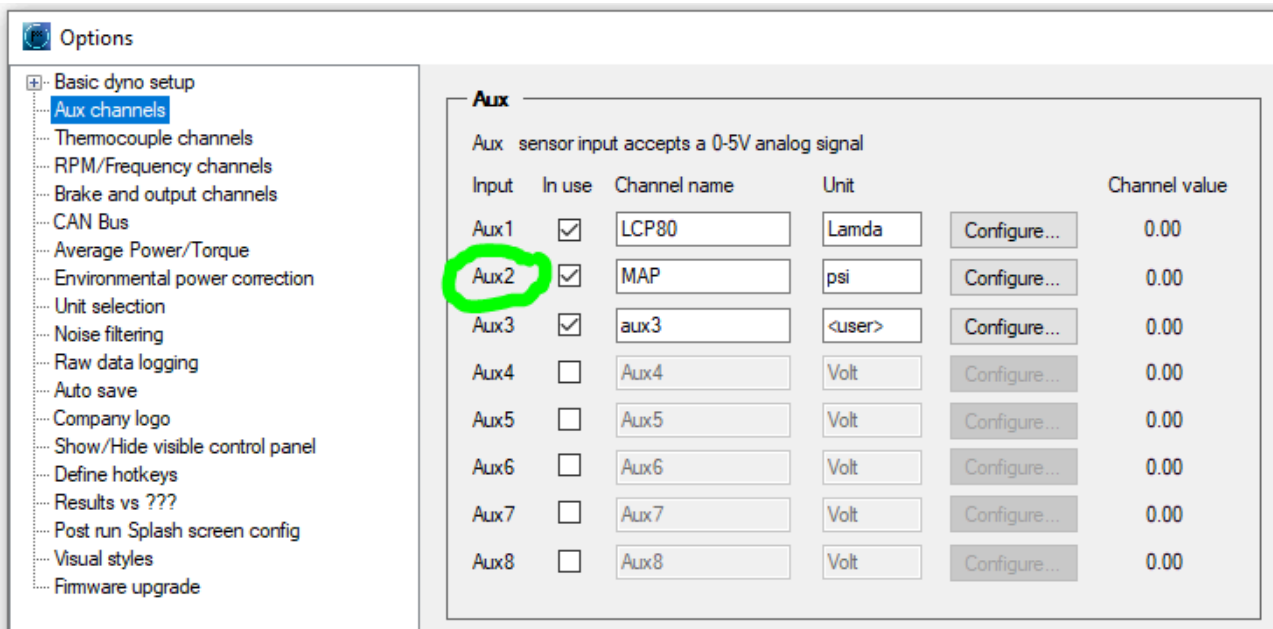 Options
Basic dyno setup
Aux channels
Thermocouple channels
RPM/Frequency channels
Brake and output channels
CAN Bus
Average Power/Torque
Environmental power correction
Unit selection
Noise filtering
Raw data logging
Auto save
Company logo
Show/Hide visible control panel
Define hotkeys
Results vs ???
Post run Splash screen config
Visual styles
Firmware upgrade
Aux
Aux sensor input accepts a 0-5V analog signal
Input In use Channel name Unit Channel value
Aux1 LCP80 Lamda Configure... 0.00
Aux2 MAP psi Configure... 0.00
Aux3 aux3 <user> Configure... 0.00
Aux4 Aux4 Volt Configure... 0.00
Aux5 Aux5 Volt Configure... 0.00
Aux6 Aux6 Volt Configure... 0.00
Aux7 Aux7 Volt Configure... 0.00
Aux8 Aux8 Volt Configure... 0.00